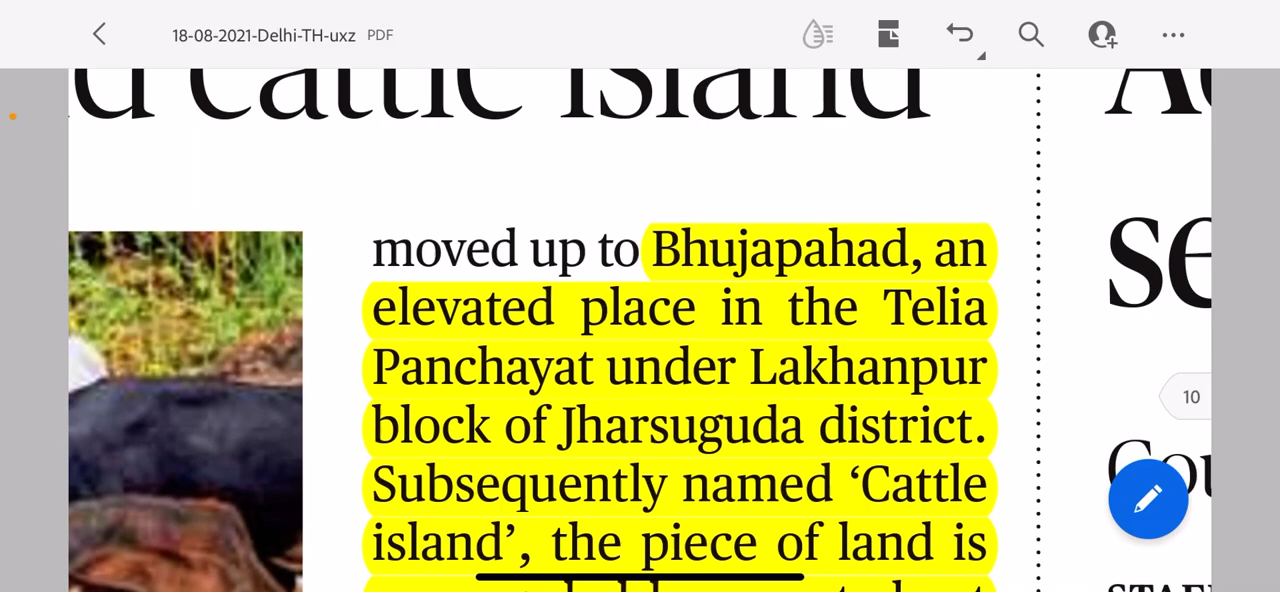 18-08-2021-Delhi-TH-uxz PDF
d cattle island
moved up to Bhujapahad, an
elevated place in the Telia
Panchayat under Lakhanpur
block of Jharsuguda district.
Subsequently named ‘Cattle
island’, the piece of land is
se
10